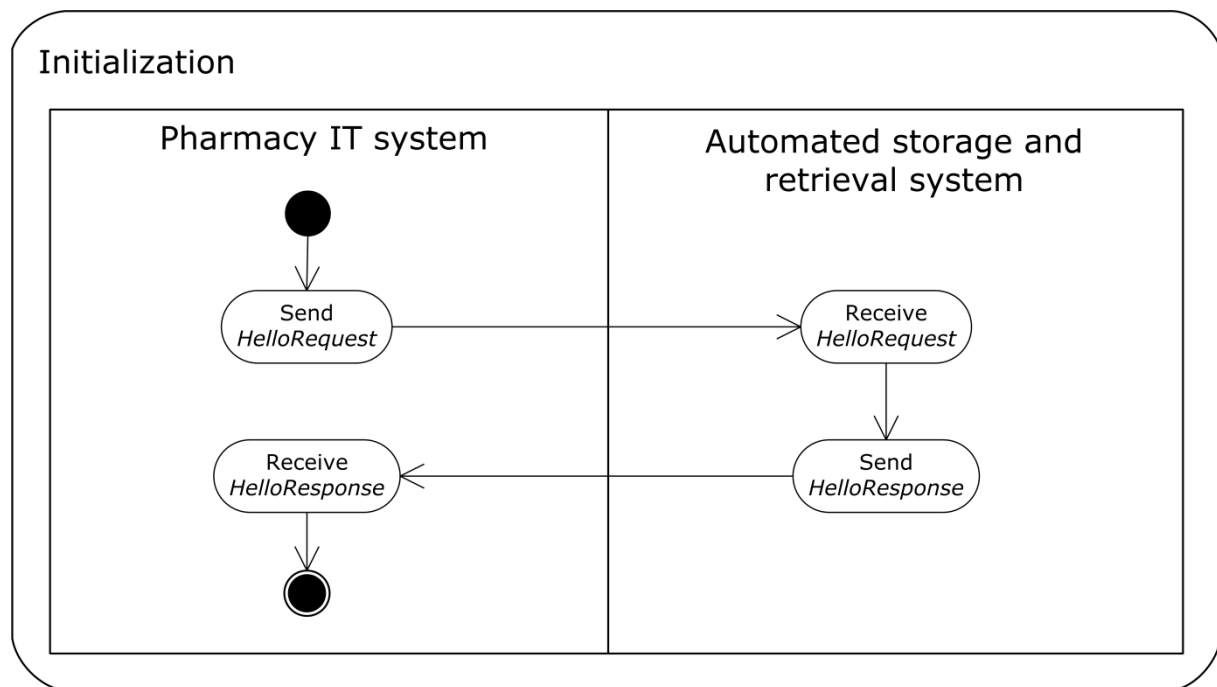 Initialization
Pharmacy IT system
Automated storage and
retrieval system
Send
HelloRequest
Receive
HelloRequest
Receive
HelloResponse
Send
HelloResponse